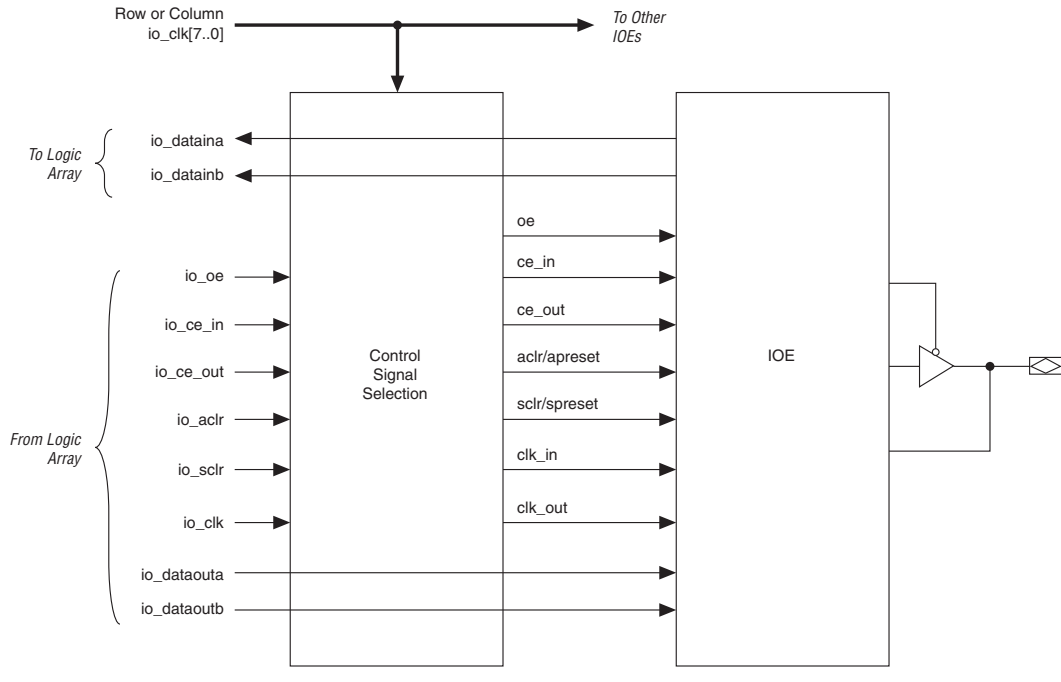 Row or Column
io_clk[7..0]
To Other
IOEs
To Logic
Array
io_dataina
io_datainb
oe
ce_in
ce_out
aclr/apreset
sclr/spreset
clk_in
clk_out
From Logic
Array
io_oe
io_ce_in
io_ce_out
io_aclr
io_sclr
io_clk
io_dataouta
io_dataoutb
Control
Signal
Selection
IOE